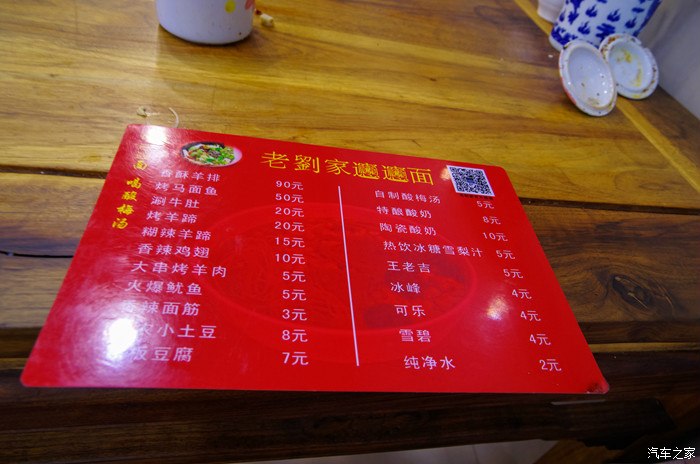 老劉家𰻞𰻞面
喝酸梅汤
香酥羊排 90元
烤马面鱼 50元
涮牛肚 20元
烤羊蹄 20元
糊辣羊蹄 15元
香辣鸡翅 10元
大串烤羊肉 5元
火爆鱿鱼 5元
辣面筋 3元
小土豆 8元
板豆腐 7元
自制酸梅汤 5元
特酿酸奶 8元
陶瓷酸奶 10元
热饮冰糖雪梨汁 5元
王老吉 5元
冰峰 4元
可乐 4元
雪碧 4元
纯净水 2元
汽车之家